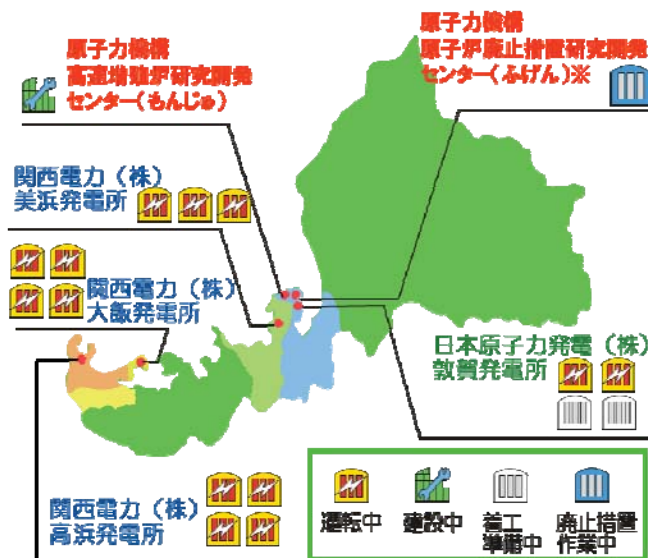 原子力機構
高速増殖炉研究開発
センター(もんじゅ)
原子力機構
原子炉廃止措置研究開発
センター(ふげん)※
関西電力(株)
美浜発電所
関西電力(株)
大飯発電所
日本原子力発電(株)
敦賀発電所
関西電力(株)
高浜発電所
運転中
建設中
着工
準備中
廃止措置
作業中